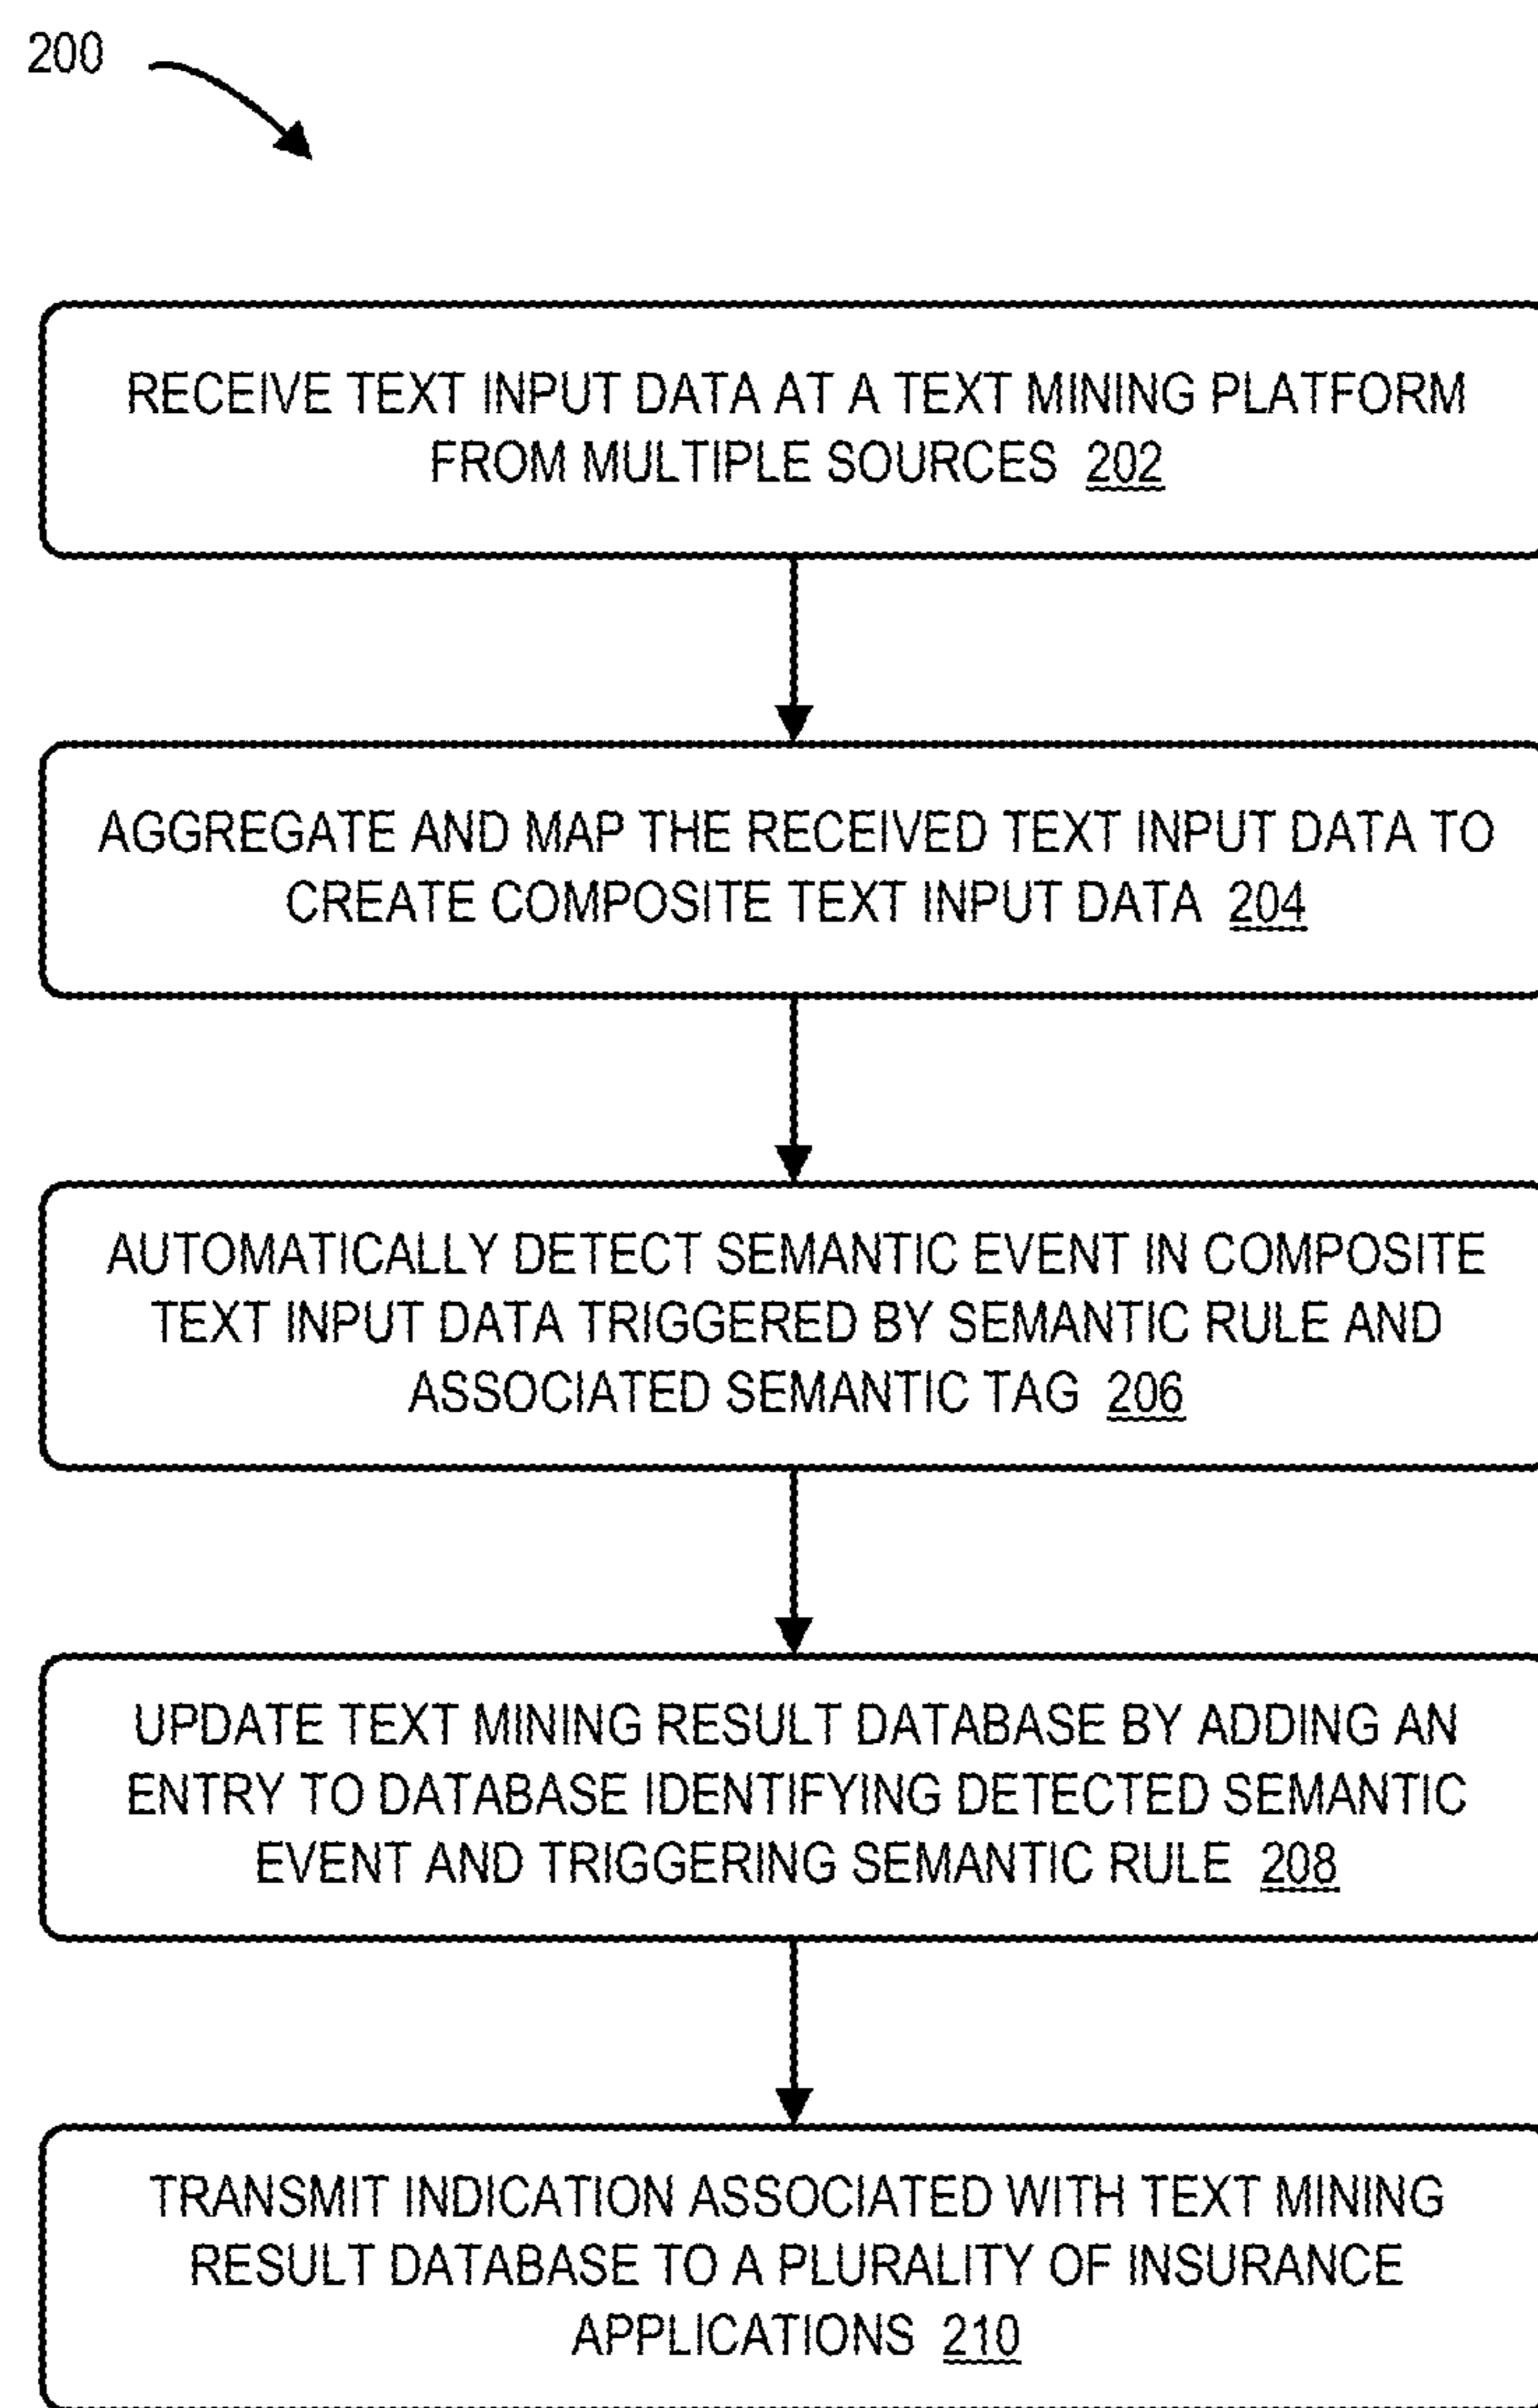 200
RECEIVE TEXT INPUT DATA AT A TEXT MINING PLATFORM
FROM MULTIPLE SOURCES 202
AGGREGATE AND MAP THE RECEIVED TEXT INPUT DATA TO
CREATE COMPOSITE TEXT INPUT DATA 204
AUTOMATICALLY DETECT SEMANTIC EVENT IN COMPOSITE
TEXT INPUT DATA TRIGGERED BY SEMANTIC RULE AND
ASSOCIATED SEMANTIC TAG 206
UPDATE TEXT MINING RESULT DATABASE BY ADDING AN
ENTRY TO DATABASE IDENTIFYING DETECTED SEMANTIC
EVENT AND TRIGGERING SEMANTIC RULE 208
TRANSMIT INDICATION ASSOCIATED WITH TEXT MINING
RESULT DATABASE TO A PLURALITY OF INSURANCE
APPLICATIONS 210